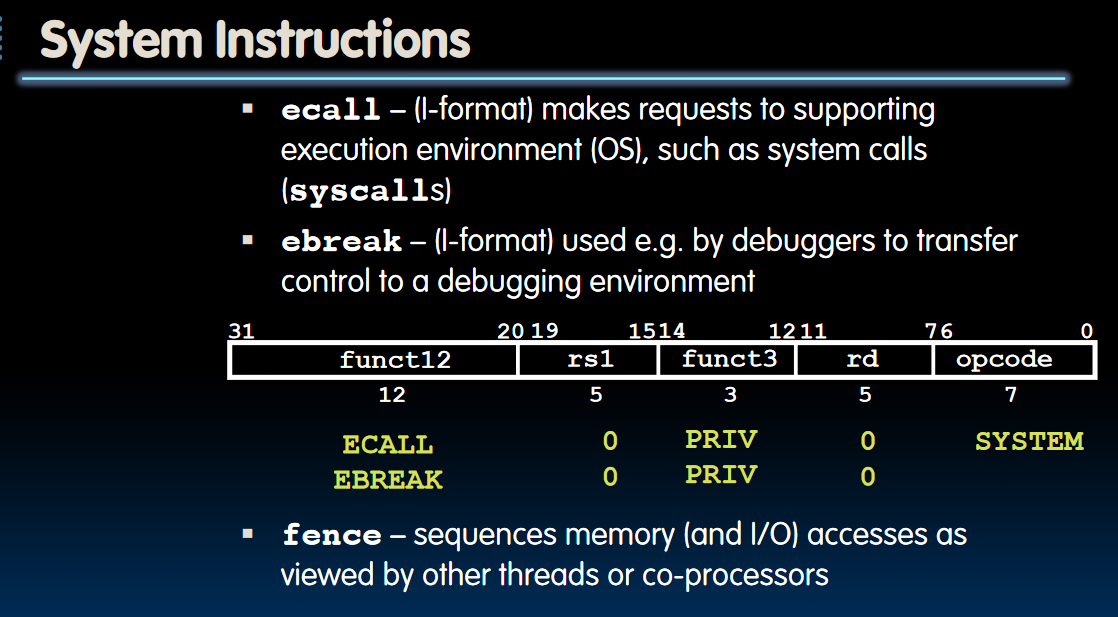 System Instructions
▪ ecall – (I-format) makes requests to supporting
execution environment (OS), such as system calls
(syscalls)
▪ ebreak – (I-format) used e.g. by debuggers to transfer
control to a debugging environment
31 20 19 15 14 12 11 7 6 0
funct12 rs1 funct3 rd opcode
12 5 3 5 7
ECALL 0 PRIV 0 SYSTEM
EBREAK 0 PRIV 0
▪ fence – sequences memory (and I/O) accesses as
viewed by other threads or co-processors